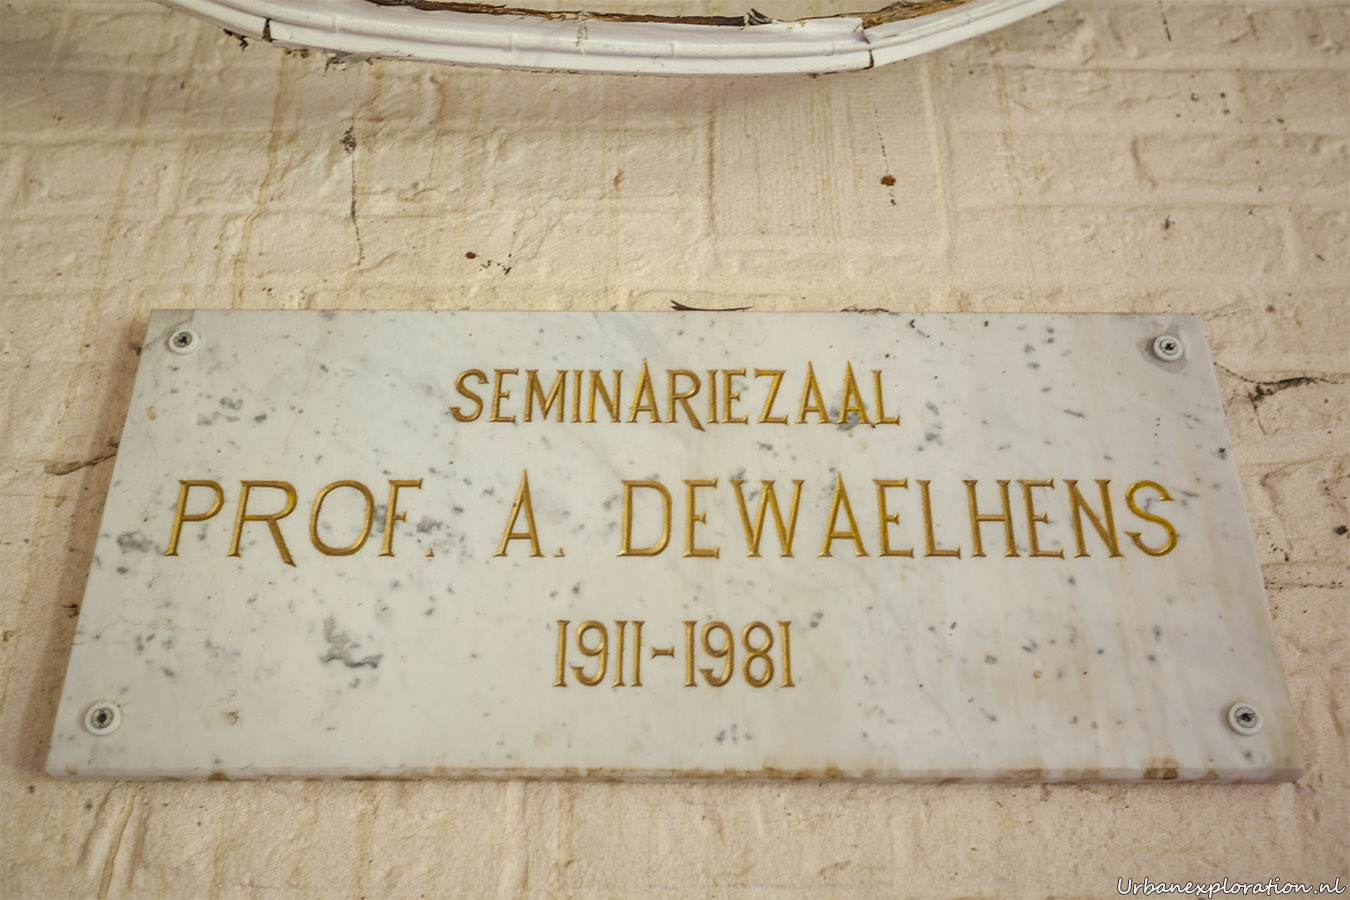 SEMINARIEZAAL
PROF. A. DEWAELHENS
1911-1981
Urbanexploration.nl